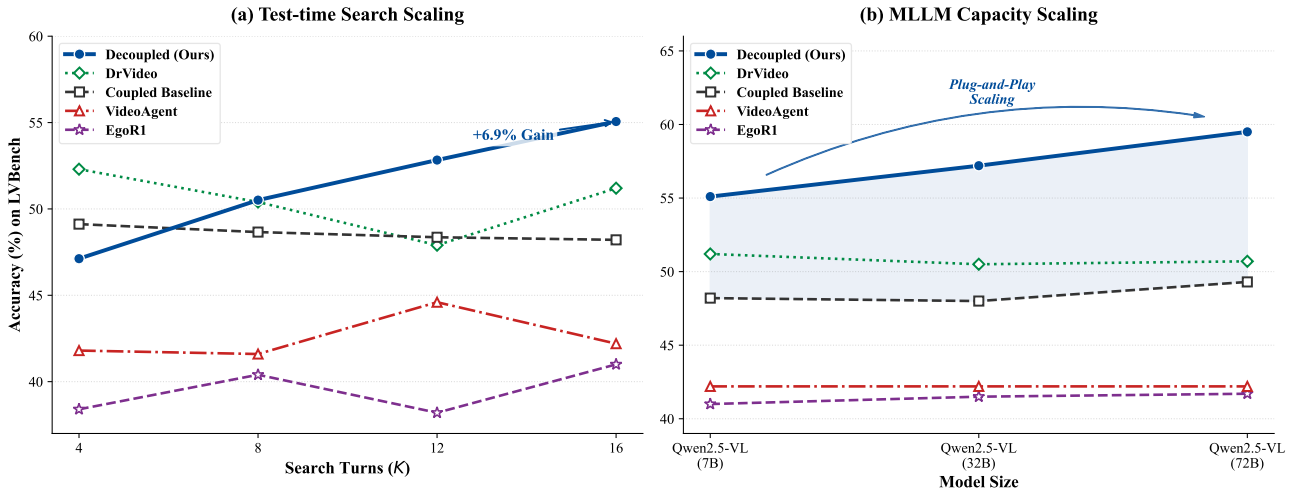 (a) Test-time Search Scaling
Accuracy (%) on LVBench
60
55
50
45
40
Decoupled (Ours)
DrVideo
Coupled Baseline
VideoAgent
EgoR1
+6.9% Gain
4
8
12
16
Search Turns (K)
(b) MLLM Capacity Scaling
65
60
55
50
45
40
Decoupled (Ours)
DrVideo
Coupled Baseline
VideoAgent
EgoR1
Plug-and-Play
Scaling
Qwen2.5-VL
(7B)
Qwen2.5-VL
(32B)
Qwen2.5-VL
(72B)
Model Size